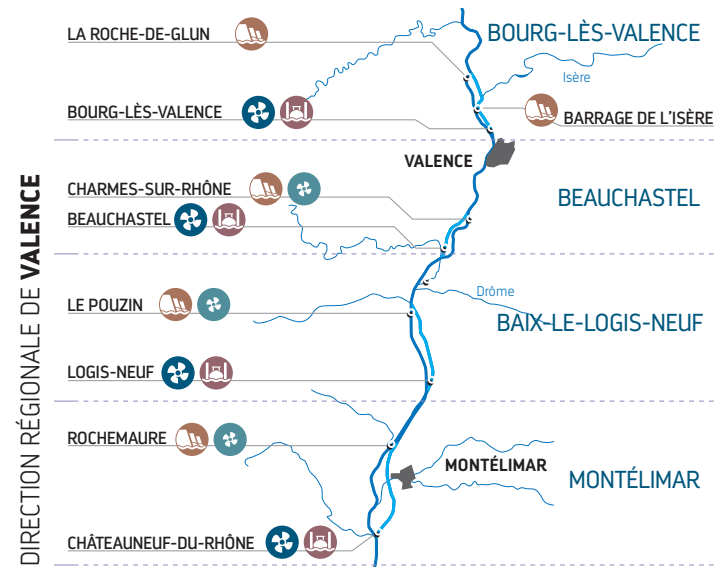 DIRECTION RÉGIONALE DE VALENCE
LA ROCHE-DE-GLUN
BOURG-LÈS-VALENCE
Isère
BOURG-LÈS-VALENCE
BARRAGE DE L'ISÈRE
VALENCE
CHARMES-SUR-RHÔNE
BEAUCHASTEL
BEAUCHASTEL
Drôme
LE POUZIN
BAIX-LE-LOGIS-NEUF
LOGIS-NEUF
ROCHEMAURE
MONTÉLIMAR
MONTÉLIMAR
CHÂTEAUNEUF-DU-RHÔNE